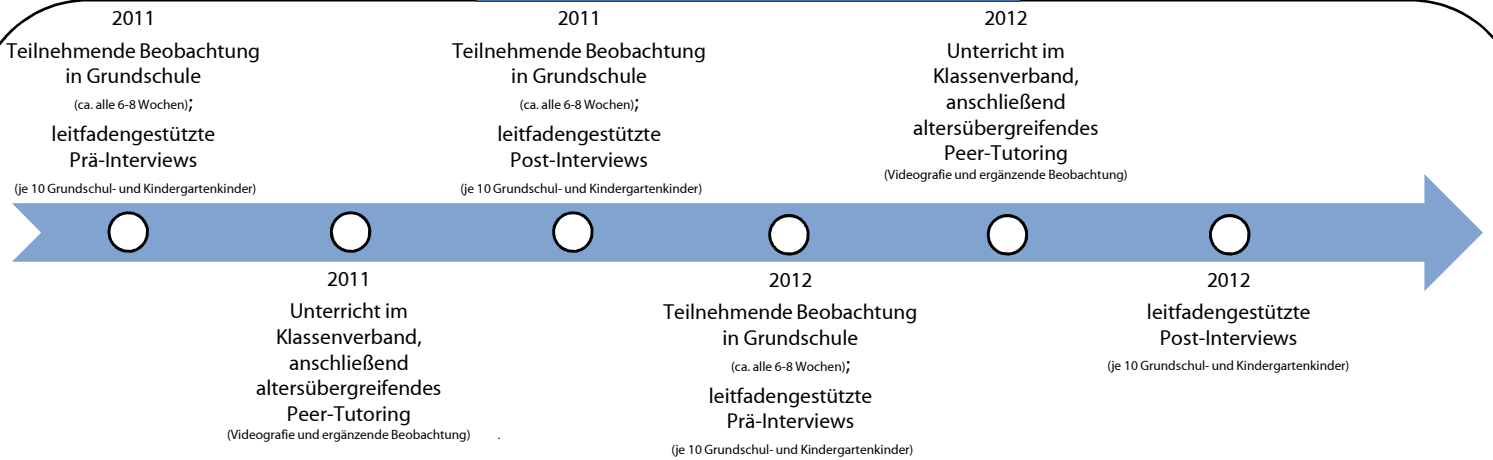 2011
Teilnehmende Beobachtung
in Grundschule
(ca. alle 6-8 Wochen);
leitfadengestützte
Prä-Interviews
(je 10 Grundschul- und Kindergartenkinder)
2011
Unterricht im
Klassenverband,
anschließend
altersübergreifendes
Peer-Tutoring
(Videografie und ergänzende Beobachtung) .
2011
Teilnehmende Beobachtung
in Grundschule
(ca. alle 6-8 Wochen);
leitfadengestützte
Post-Interviews
(je 10 Grundschul- und Kindergartenkinder)
2012
Teilnehmende Beobachtung
in Grundschule
(ca. alle 6-8 Wochen);
leitfadengestützte
Prä-Interviews
(je 10 Grundschul- und Kindergartenkinder)
2012
Unterricht im
Klassenverband,
anschließend
altersübergreifendes
Peer-Tutoring
(Videografie und ergänzende Beobachtung)
2012
leitfadengestützte
Post-Interviews
(je 10 Grundschul- und Kindergartenkinder)